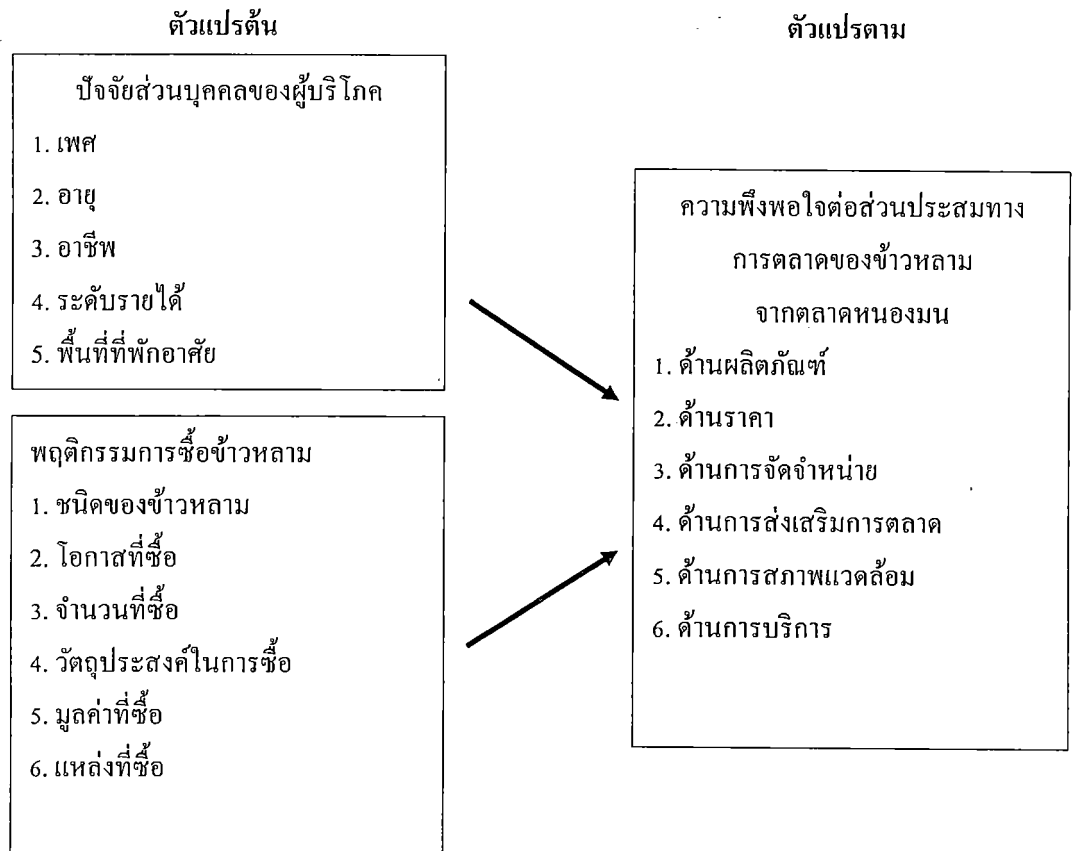 ตัวแปรต้น
ตัวแปรตาม
ปัจจัยส่วนบุคคลของผู้บริโภค
1. เพศ
2. อายุ
3. อาชีพ
4. ระดับรายได้
5. พื้นที่ที่พักอาศัย
พฤติกรรมการซื้อข้าวหลาม
1. ชนิดของข้าวหลาม
2. โอกาสที่ซื้อ
3. จำนวนที่ซื้อ
4. วัตถุประสงค์ในการซื้อ
5. มูลค่าที่ซื้อ
6. แหล่งที่ซื้อ
ความพึงพอใจต่อส่วนประสมทาง
การตลาดของข้าวหลาม
จากตลาดหนองมน
1. ด้านผลิตภัณฑ์
2. ด้านราคา
3. ด้านการจัดจำหน่าย
4. ด้านการส่งเสริมการตลาด
5. ด้านการสภาพแวดล้อม
6. ด้านการบริการ